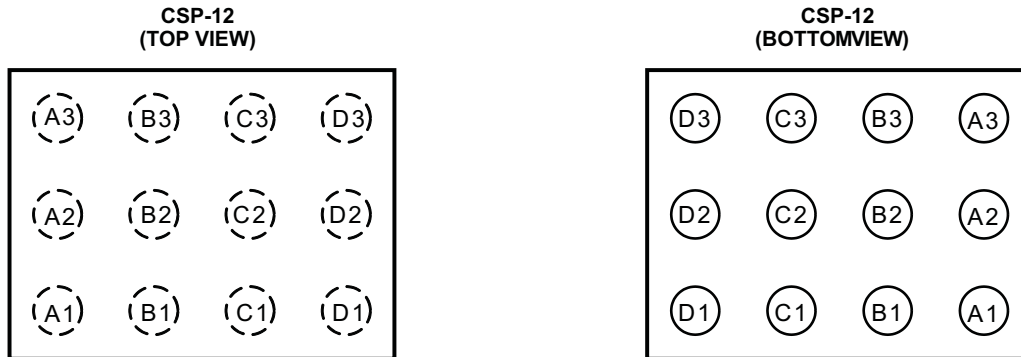 CSP-12
(TOP VIEW)
A3 B3 C3 D3
A2 B2 C2 D2
A1 B1 C1 D1
CSP-12
(BOTTOMVIEW)
D3 C3 B3 A3
D2 C2 B2 A2
D1 C1 B1 A1